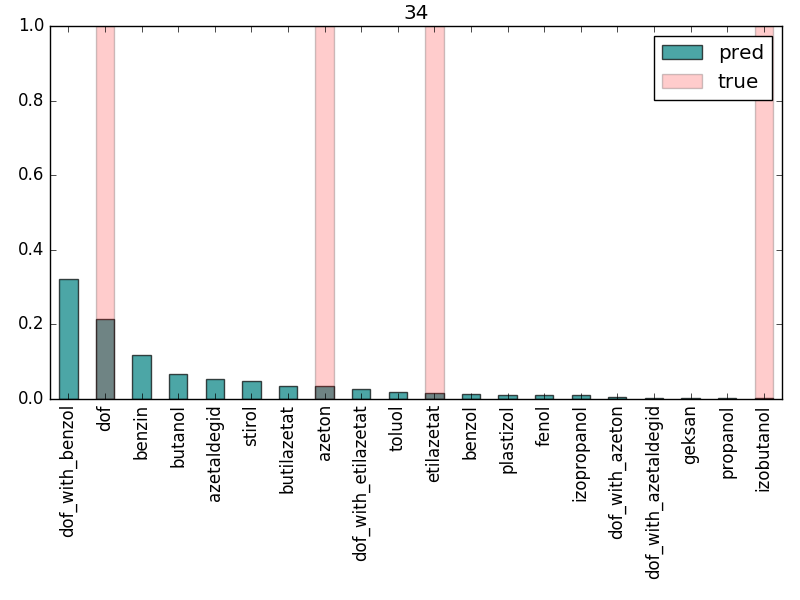 34
1.0
0.8
0.6
0.4
0.2
0.0
pred
true
dof_with_benzol
dof
benzin
butanol
azetaldegid
stirol
butilazetat
azeton
dof_with_etilazetat
toluol
etilazetat
benzol
plastizol
fenol
izopropanol
dof_with_azeton
dof_with_azetaldegid
geksan
propanol
izobutanol